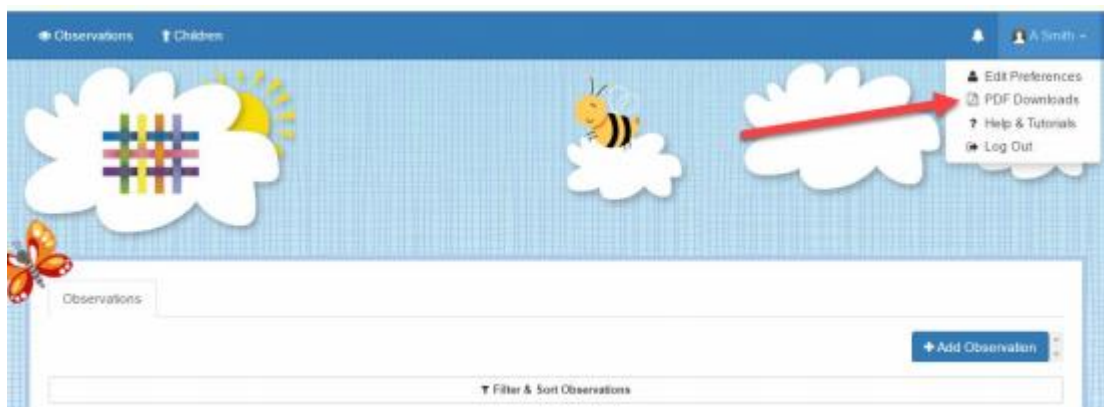 Observations Children A Smith
Edit Preferences
PDF Downloads
? Help & Tutorials
Log Out
Observations
+ Add Observation
Filter & Sort Observations